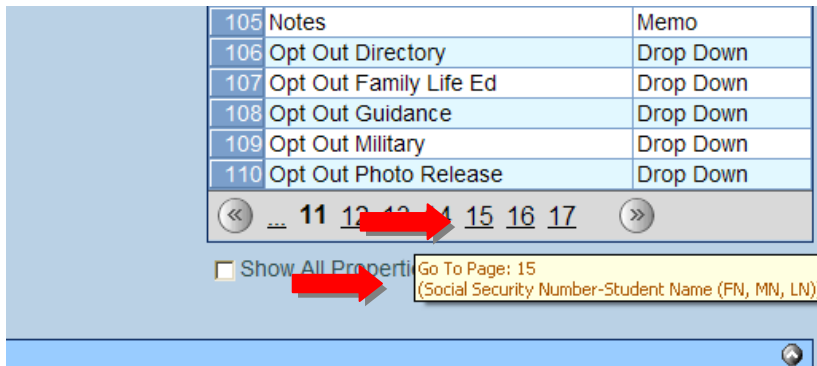 105 Notes Memo
106 Opt Out Directory Drop Down
107 Opt Out Family Life Ed Drop Down
108 Opt Out Guidance Drop Down
109 Opt Out Military Drop Down
110 Opt Out Photo Release Drop Down
« ... 11 12 13 14 15 16 17 »
Show All
Go To Page: 15
(Social Security Number-Student Name (FN, MN, LN)